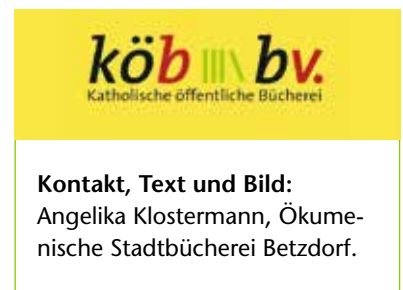 köb bv.
Katholische öffentliche Bücherei
Kontakt, Text und Bild:
Angelika Klostermann, Ökume-
nische Stadtbücherei Betzdorf.